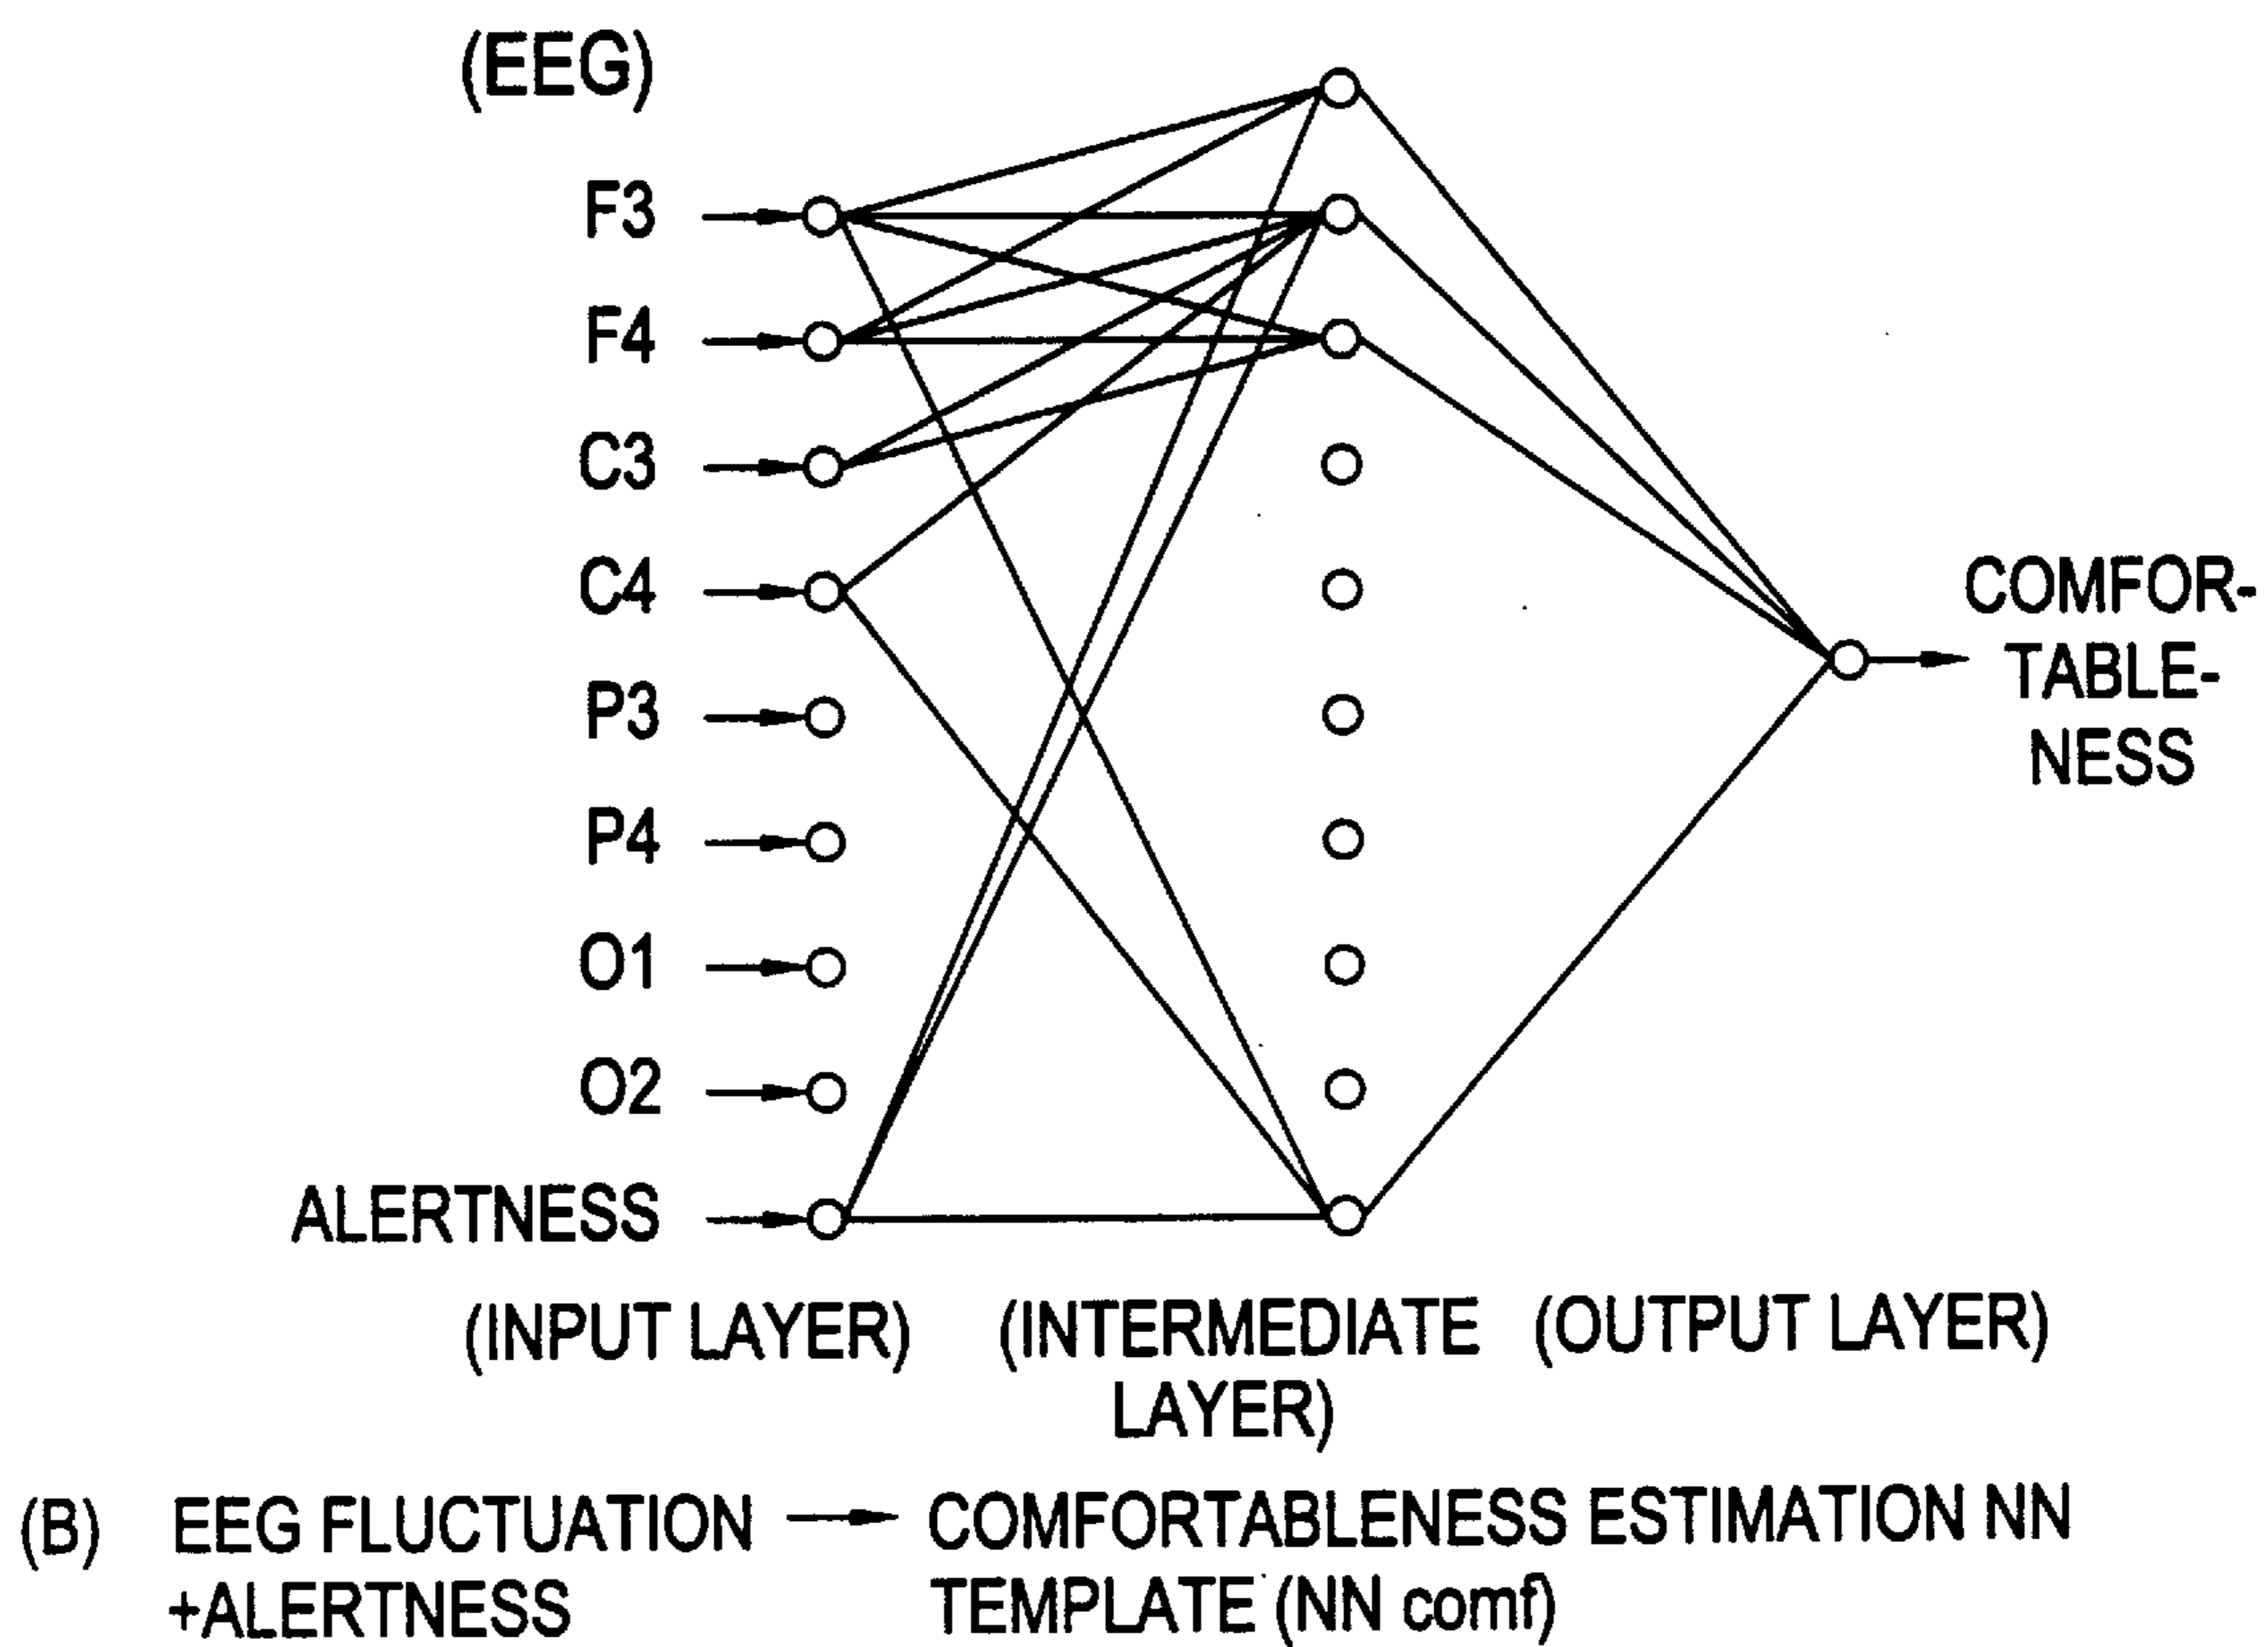 (EEG)
F3
F4
C3
C4
P3
P4
O1
O2
ALERTNESS
COMFOR-
TABLE-
NESS
(INPUT LAYER)
(INTERMEDIATE
LAYER)
(OUTPUT LAYER)
(B) EEG FLUCTUATION → COMFORTABLENESS ESTIMATION NN
+ALERTNESS TEMPLATE (NN comf)